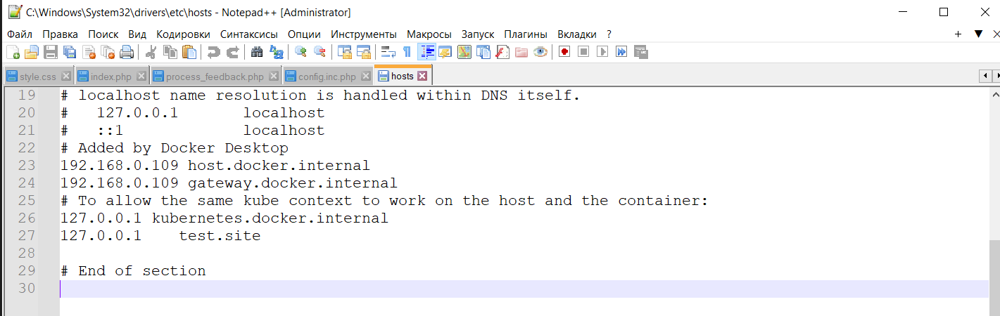 C:\Windows\System32\drivers\etc\hosts - Notepad++ [Administrator]
Файл Правка Поиск Вид Кодировки Синтаксисы Опции Инструменты Макросы Запуск Плагины Вкладки ?
style.css index.php process_feedback.php config.inc.php hosts
19 # localhost name resolution is handled within DNS itself.
20 #   127.0.0.1       localhost
21 #   ::1             localhost
22 # Added by Docker Desktop
23 192.168.0.109 host.docker.internal
24 192.168.0.109 gateway.docker.internal
25 # To allow the same kube context to work on the host and the container:
26 127.0.0.1 kubernetes.docker.internal
27 127.0.0.1    test.site
28
29 # End of section
30